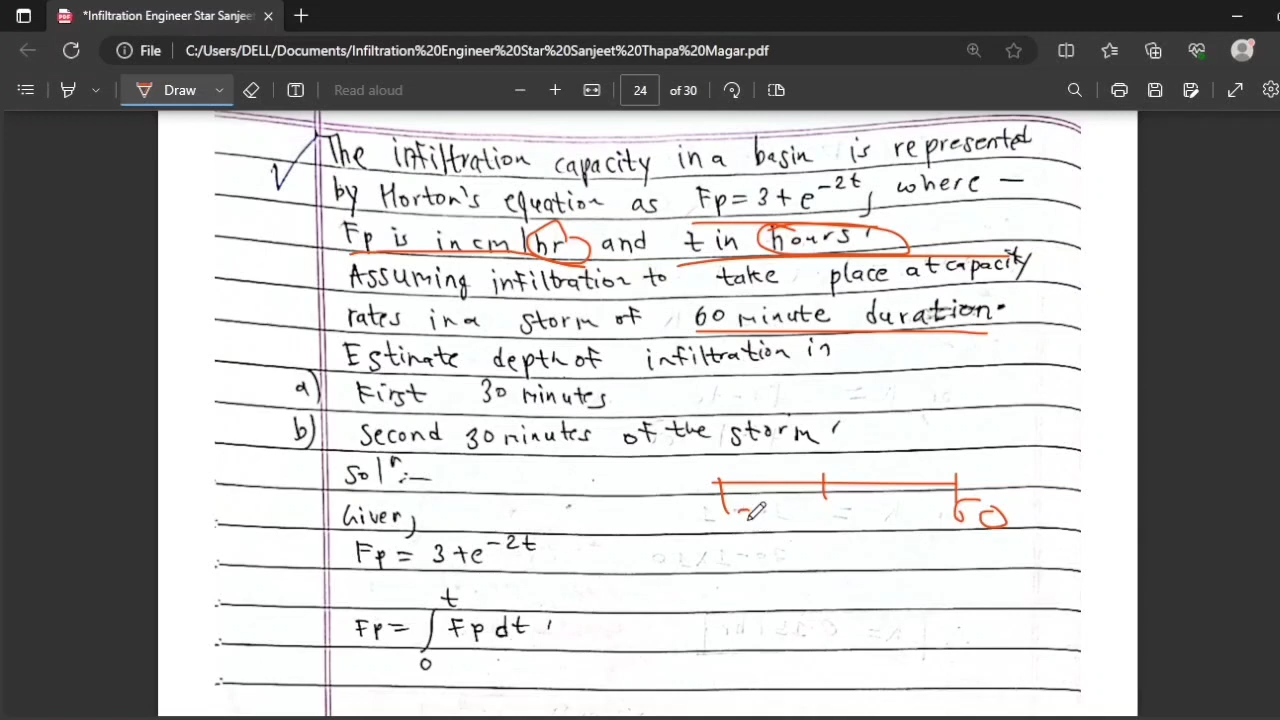 *Infiltration Engineer Star Sanjee
File C:/Users/DELL/Documents/Infiltration%20Engineer%20Star%20Sanjeet%20Thapa%20Magar.pdf
Draw Read aloud 24 of 30
The infiltration capacity in a basin is represented
by Horton's equation as Fp = 3 + e^-2t, where —
Fp is in cm/hr and t in hours'
Assuming infiltration to take place at capacity
rates in a storm of 60 minute duration.
Estimate depth of infiltration in
a) First 30 minutes
b) Second 30 minutes of the storm'
Solⁿ:—
Given,
60
Fp = 3 + e^-2t
t
Fp = ∫ Fp dt '
0